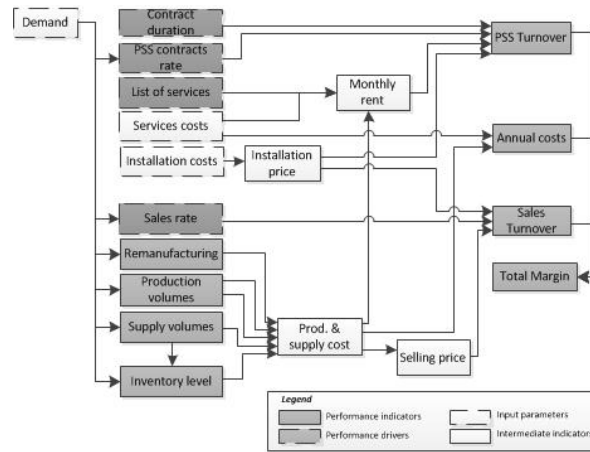 Demand
Contract
duration
PSS contracts
rate
List of services
Services costs
Installation costs
Installation
price
Monthly
rent
PSS Turnover
Annual costs
Sales rate
Sales
Turnover
Remanufacturing
Production
volumes
Total Margin
Supply volumes
Prod. &
supply cost
Selling price
Inventory level
Legend
Performance indicators
Input parameters
Performance drivers
Intermediate indicators